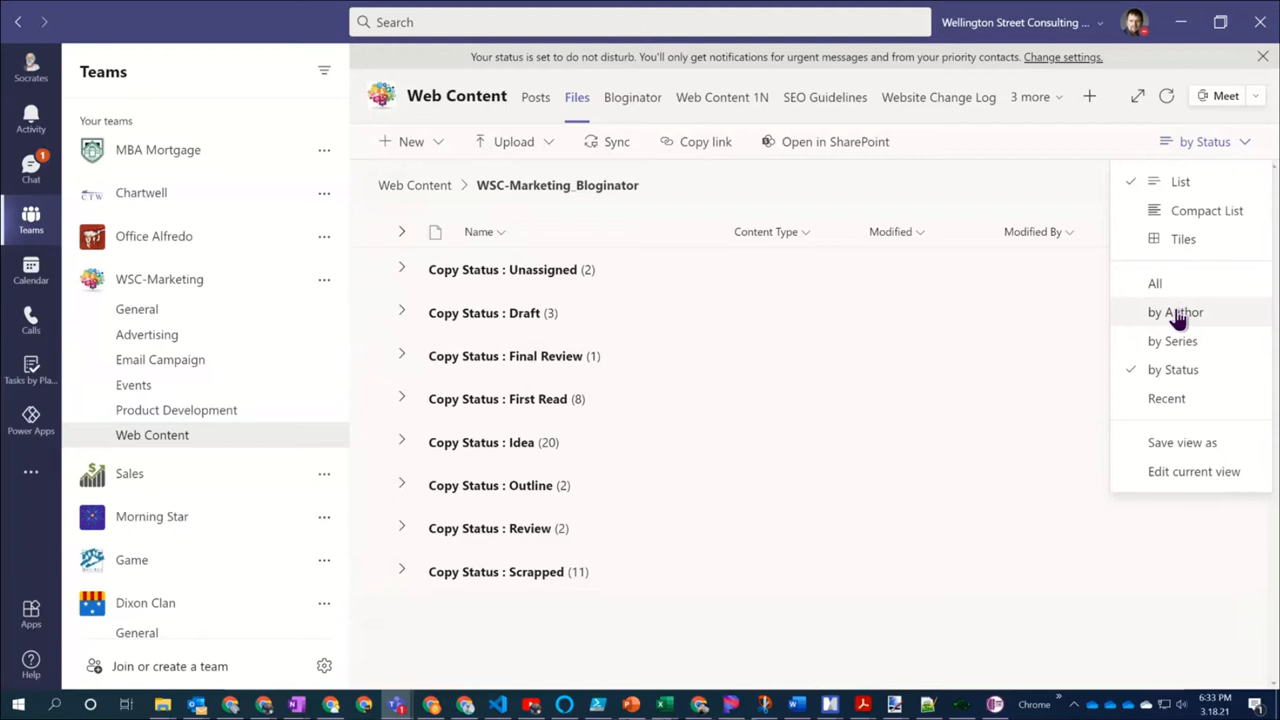 Search
Wellington Street Consulting ...
Your status is set to do not disturb. You'll only get notifications for urgent messages and from your priority contacts. Change settings.
Socrates
Activity
1
Chat
Teams
Calendar
Calls
Tasks by Pla...
Power Apps
Apps
Help
Teams
Your teams
MBA Mortgage
Chartwell
Office Alfredo
WSC-Marketing
General
Advertising
Email Campaign
Events
Product Development
Web Content
Sales
Morning Star
Game
Dixon Clan
General
Join or create a team
Web Content Posts Files Bloginator Web Content 1N SEO Guidelines Website Change Log 3 more
Meet
New Upload Sync Copy link Open in SharePoint by Status
Web Content > WSC-Marketing_Bloginator
Name Content Type Modified Modified By
Copy Status : Unassigned (2)
Copy Status : Draft (3)
Copy Status : Final Review (1)
Copy Status : First Read (8)
Copy Status : Idea (20)
Copy Status : Outline (2)
Copy Status : Review (2)
Copy Status : Scrapped (11)
List
Compact List
Tiles
All
by Author
by Series
by Status
Recent
Save view as
Edit current view
Chrome
6:33 PM
3.18.21